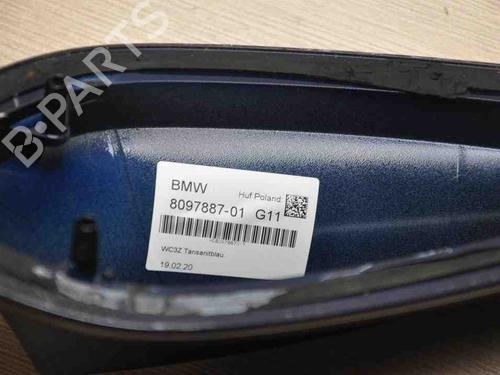 B-PARTS
BMW
Huf Poland
8097887-01 G11
WC3Z Tansanitblau
19.02.20